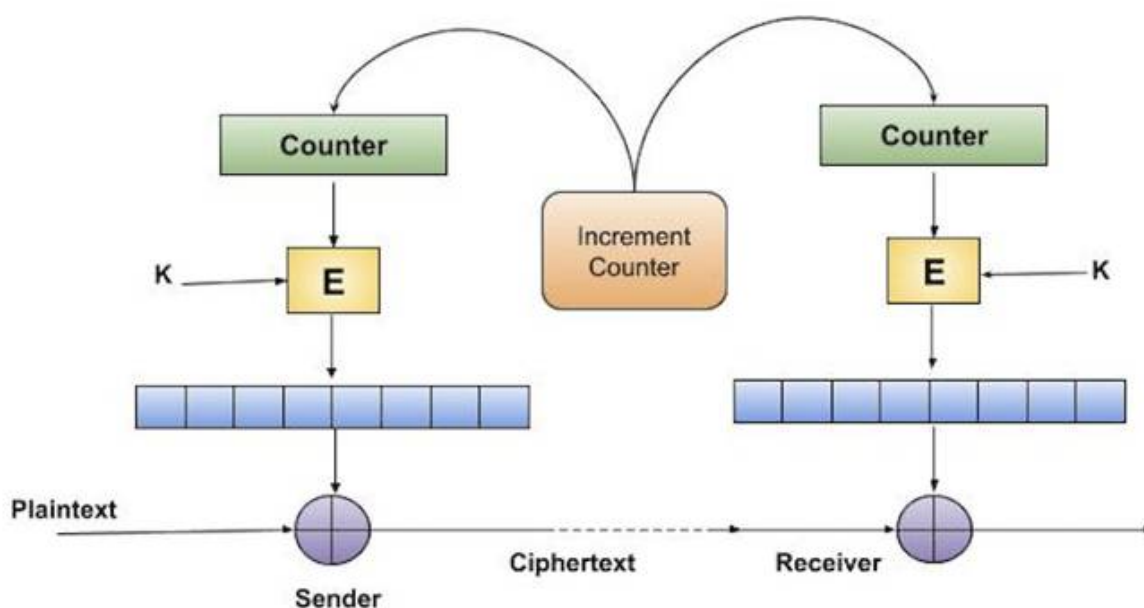 Counter
Counter
Increment
Counter
K
E
E
K
Plaintext
Ciphertext
Receiver
Sender